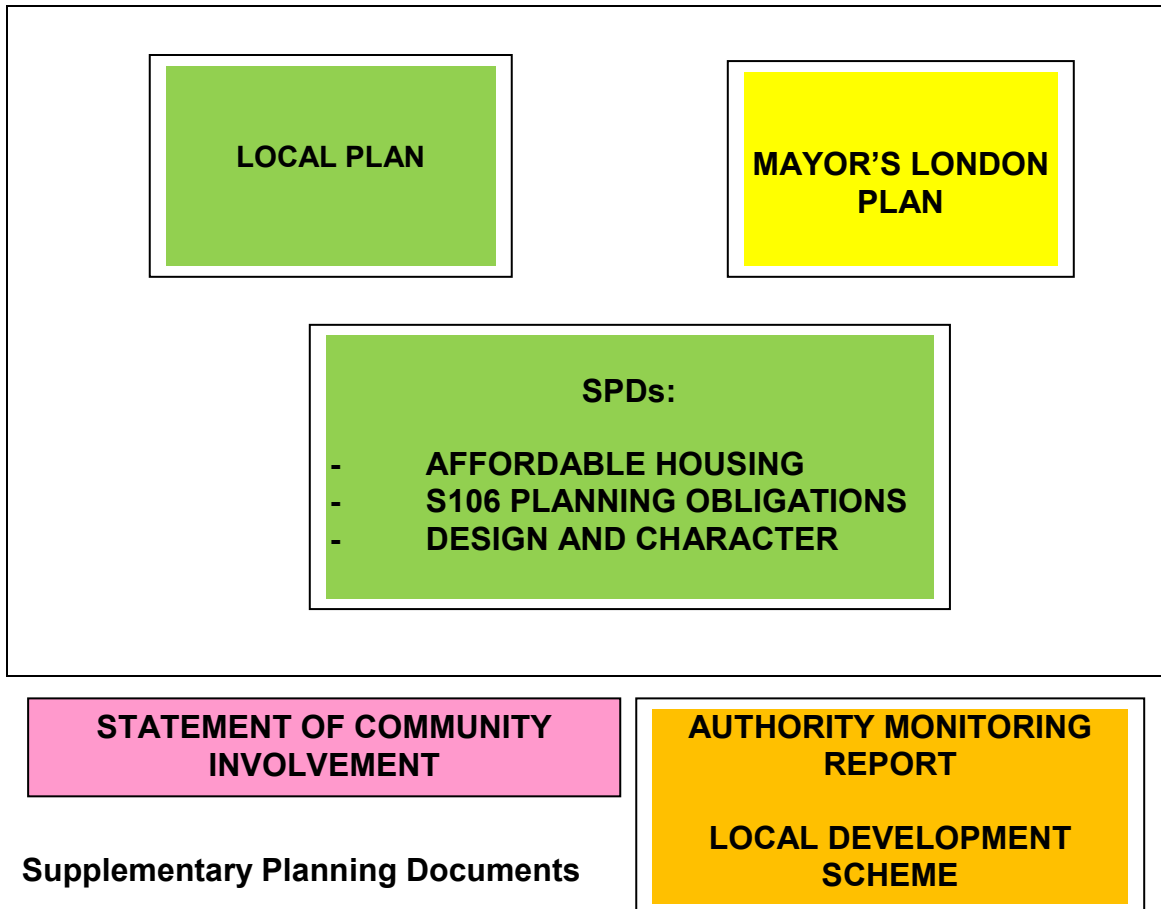 LOCAL PLAN
MAYOR’S LONDON
PLAN
SPDs:
- AFFORDABLE HOUSING
- S106 PLANNING OBLIGATIONS
- DESIGN AND CHARACTER
STATEMENT OF COMMUNITY
INVOLVEMENT
AUTHORITY MONITORING
REPORT
LOCAL DEVELOPMENT
SCHEME
Supplementary Planning Documents